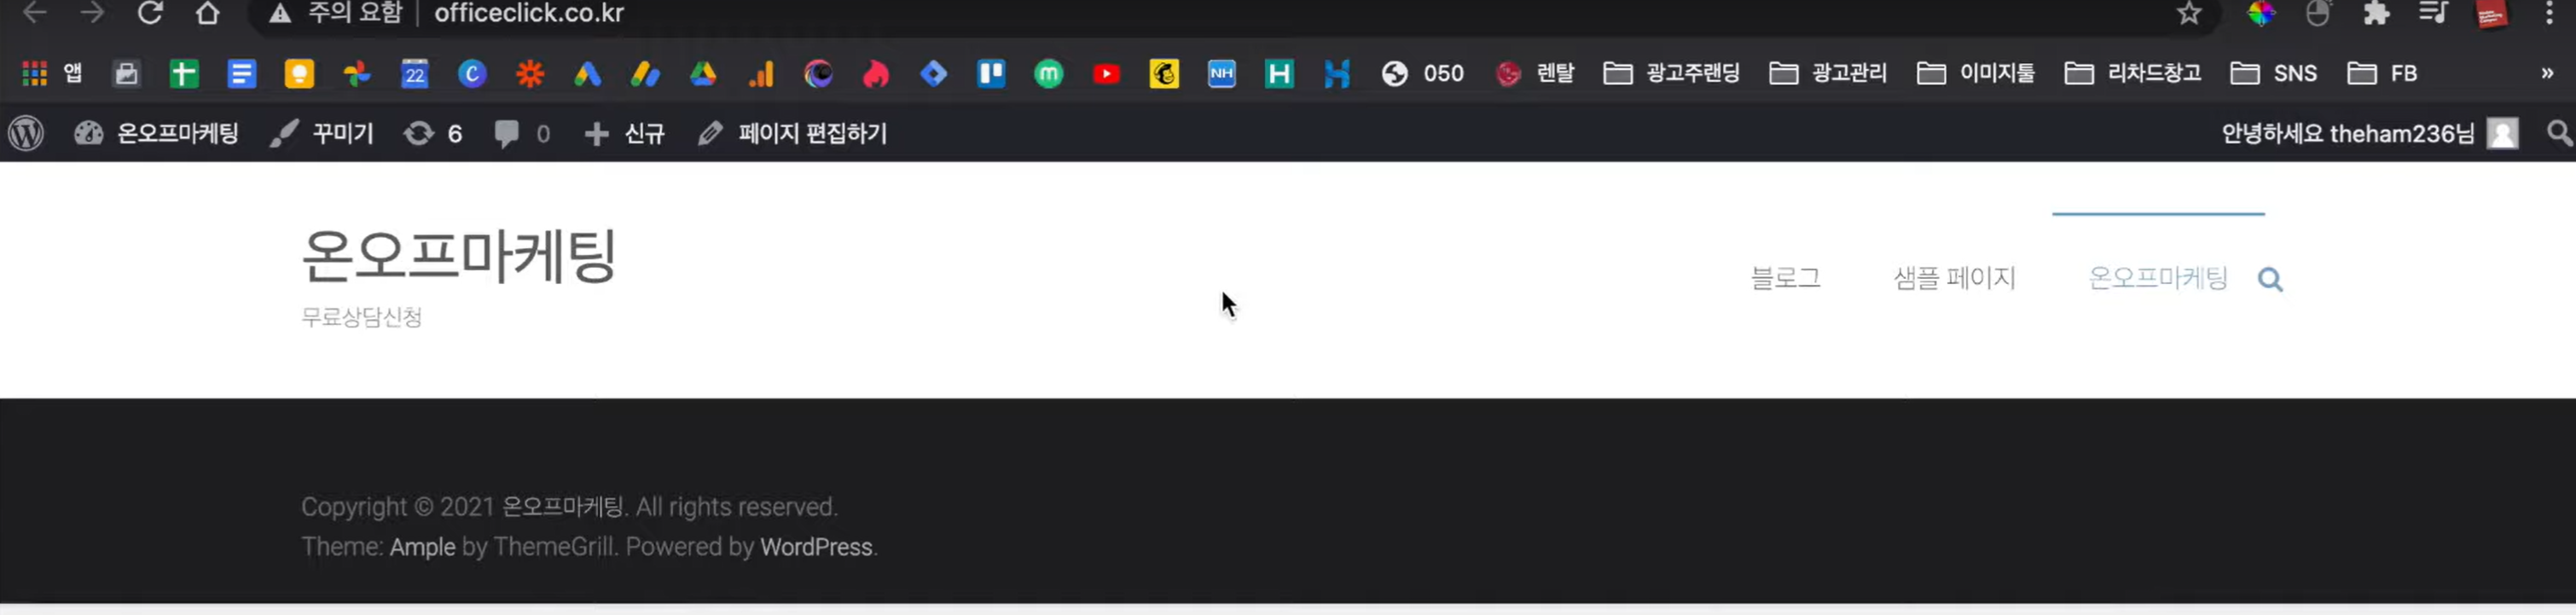 주의 요함 officeclick.co.kr
앱 22 C m NH H 050 렌탈 광고주랜딩 광고관리 이미지툴 리차드창고 SNS FB »
온오프마케팅 꾸미기 6 0 신규 페이지 편집하기 안녕하세요 theham236님
온오프마케팅
무료상담신청
블로그 샘플 페이지 온오프마케팅
Copyright © 2021 온오프마케팅. All rights reserved.
Theme: Ample by ThemeGrill. Powered by WordPress.